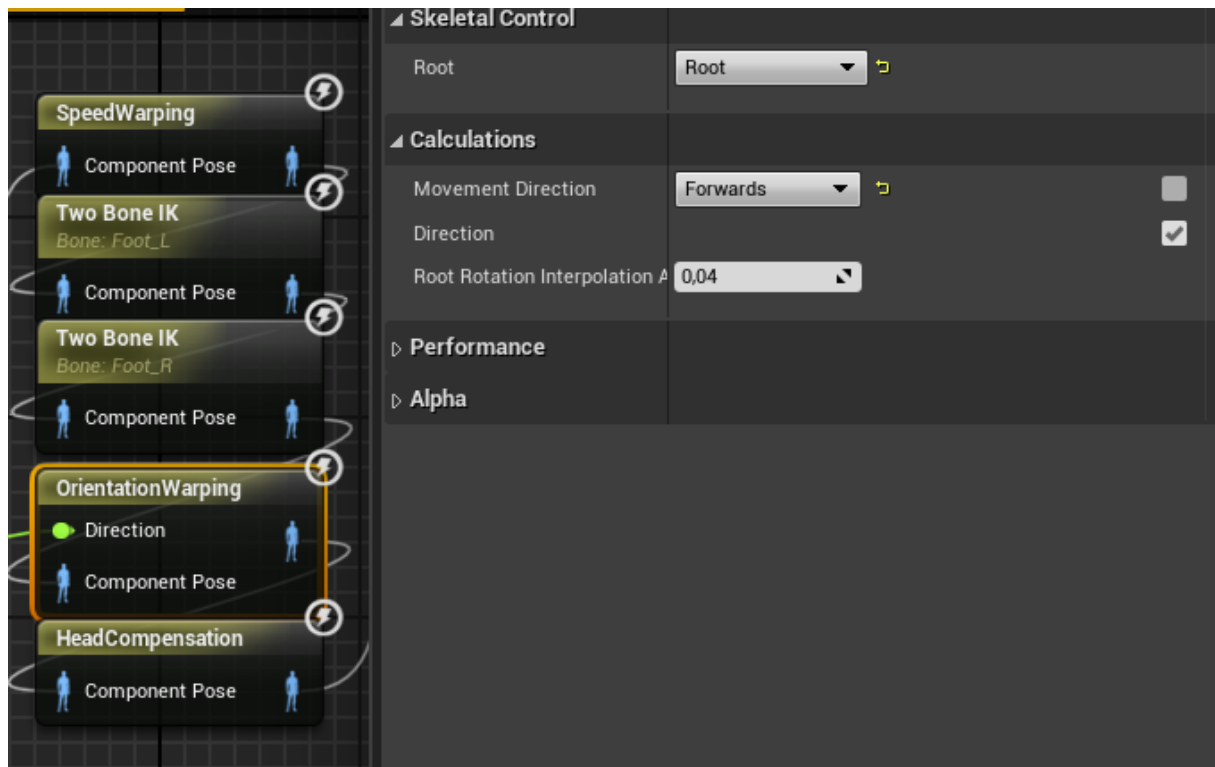 SpeedWarping
Component Pose
Two Bone IK
Bone: Foot_L
Component Pose
Two Bone IK
Bone: Foot_R
Component Pose
OrientationWarping
Direction
Component Pose
HeadCompensation
Component Pose
Skeletal Control
Root Root
Calculations
Movement Direction Forwards
Direction
Root Rotation Interpolation A 0,04
Performance
Alpha